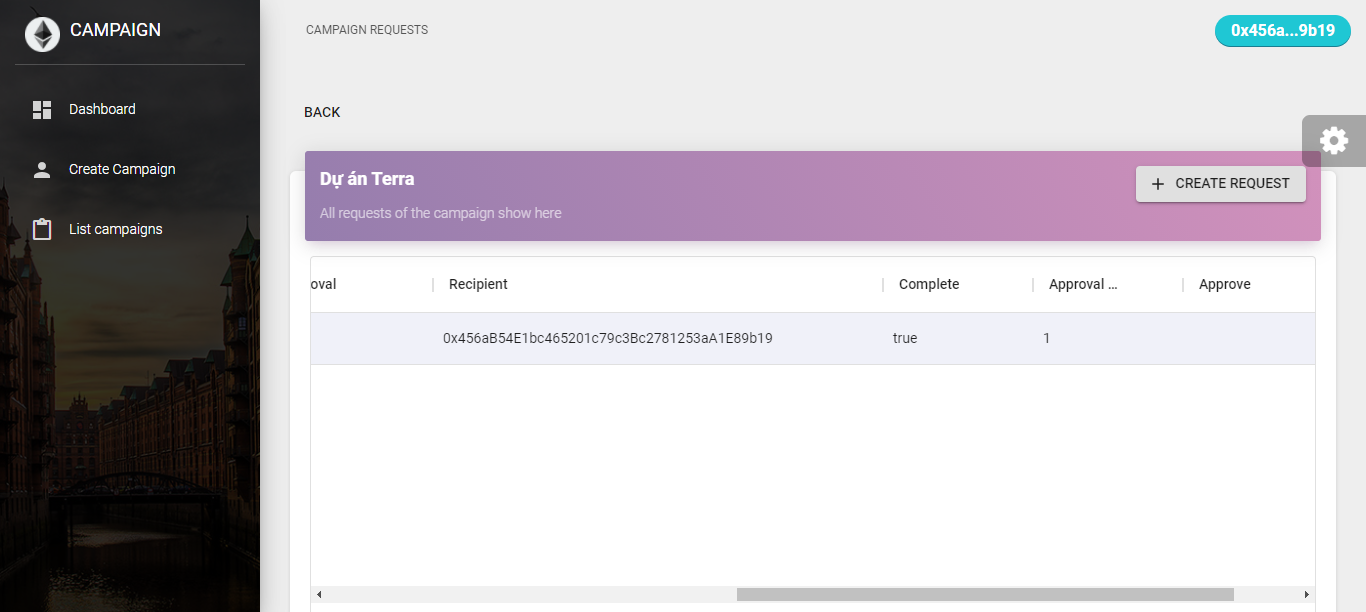 CAMPAIGN
Dashboard
Create Campaign
List campaigns
CAMPAIGN REQUESTS
0x456a...9b19
BACK
Dự án Terra
All requests of the campaign show here
CREATE REQUEST
oval Recipient Complete Approval ... Approve
0x456aB54E1bc465201c79c3Bc2781253aA1E89b19 true 1